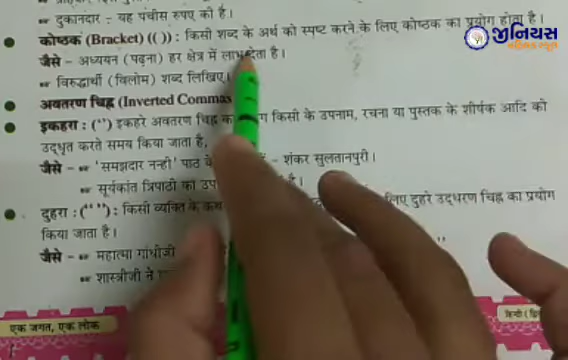 - दुकानदार : यह पंचीस रुपए की है।
कोष्ठक (Bracket) (( )) : किसी शब्द के अर्थ को स्पष्ट करने के लिए कोष्ठक का प्रयोग होता है।
जैसे - अध्ययन (पढ़ना) हर क्षेत्र में लाभ देता है।
विरुद्धार्थी (विलोम) शब्द लिखिए।
अवतरण चिह्न (Inverted Commas
इकहरा : (' ') इकहरे अवतरण चिह्न का किसी के उपनाम, रचना या पुस्तक के शीर्षक आदि को
उद्धृत करते समय किया जाता है,
जैसे - 'समझदार नन्ही' पाठ के - शंकर सुलतानपुरी।
सूर्यकांत त्रिपाठी का उप है।
दुहरा : (" ") : किसी व्यक्ति के कथ लिए दुहरे उद्धरण चिह्न का प्रयोग
किया जाता है।
जैसे - महात्मा गांधीजी "
शास्त्रीजी ने
एक जगत, एक लोक
हिन्दी (द्वि
जीनियस